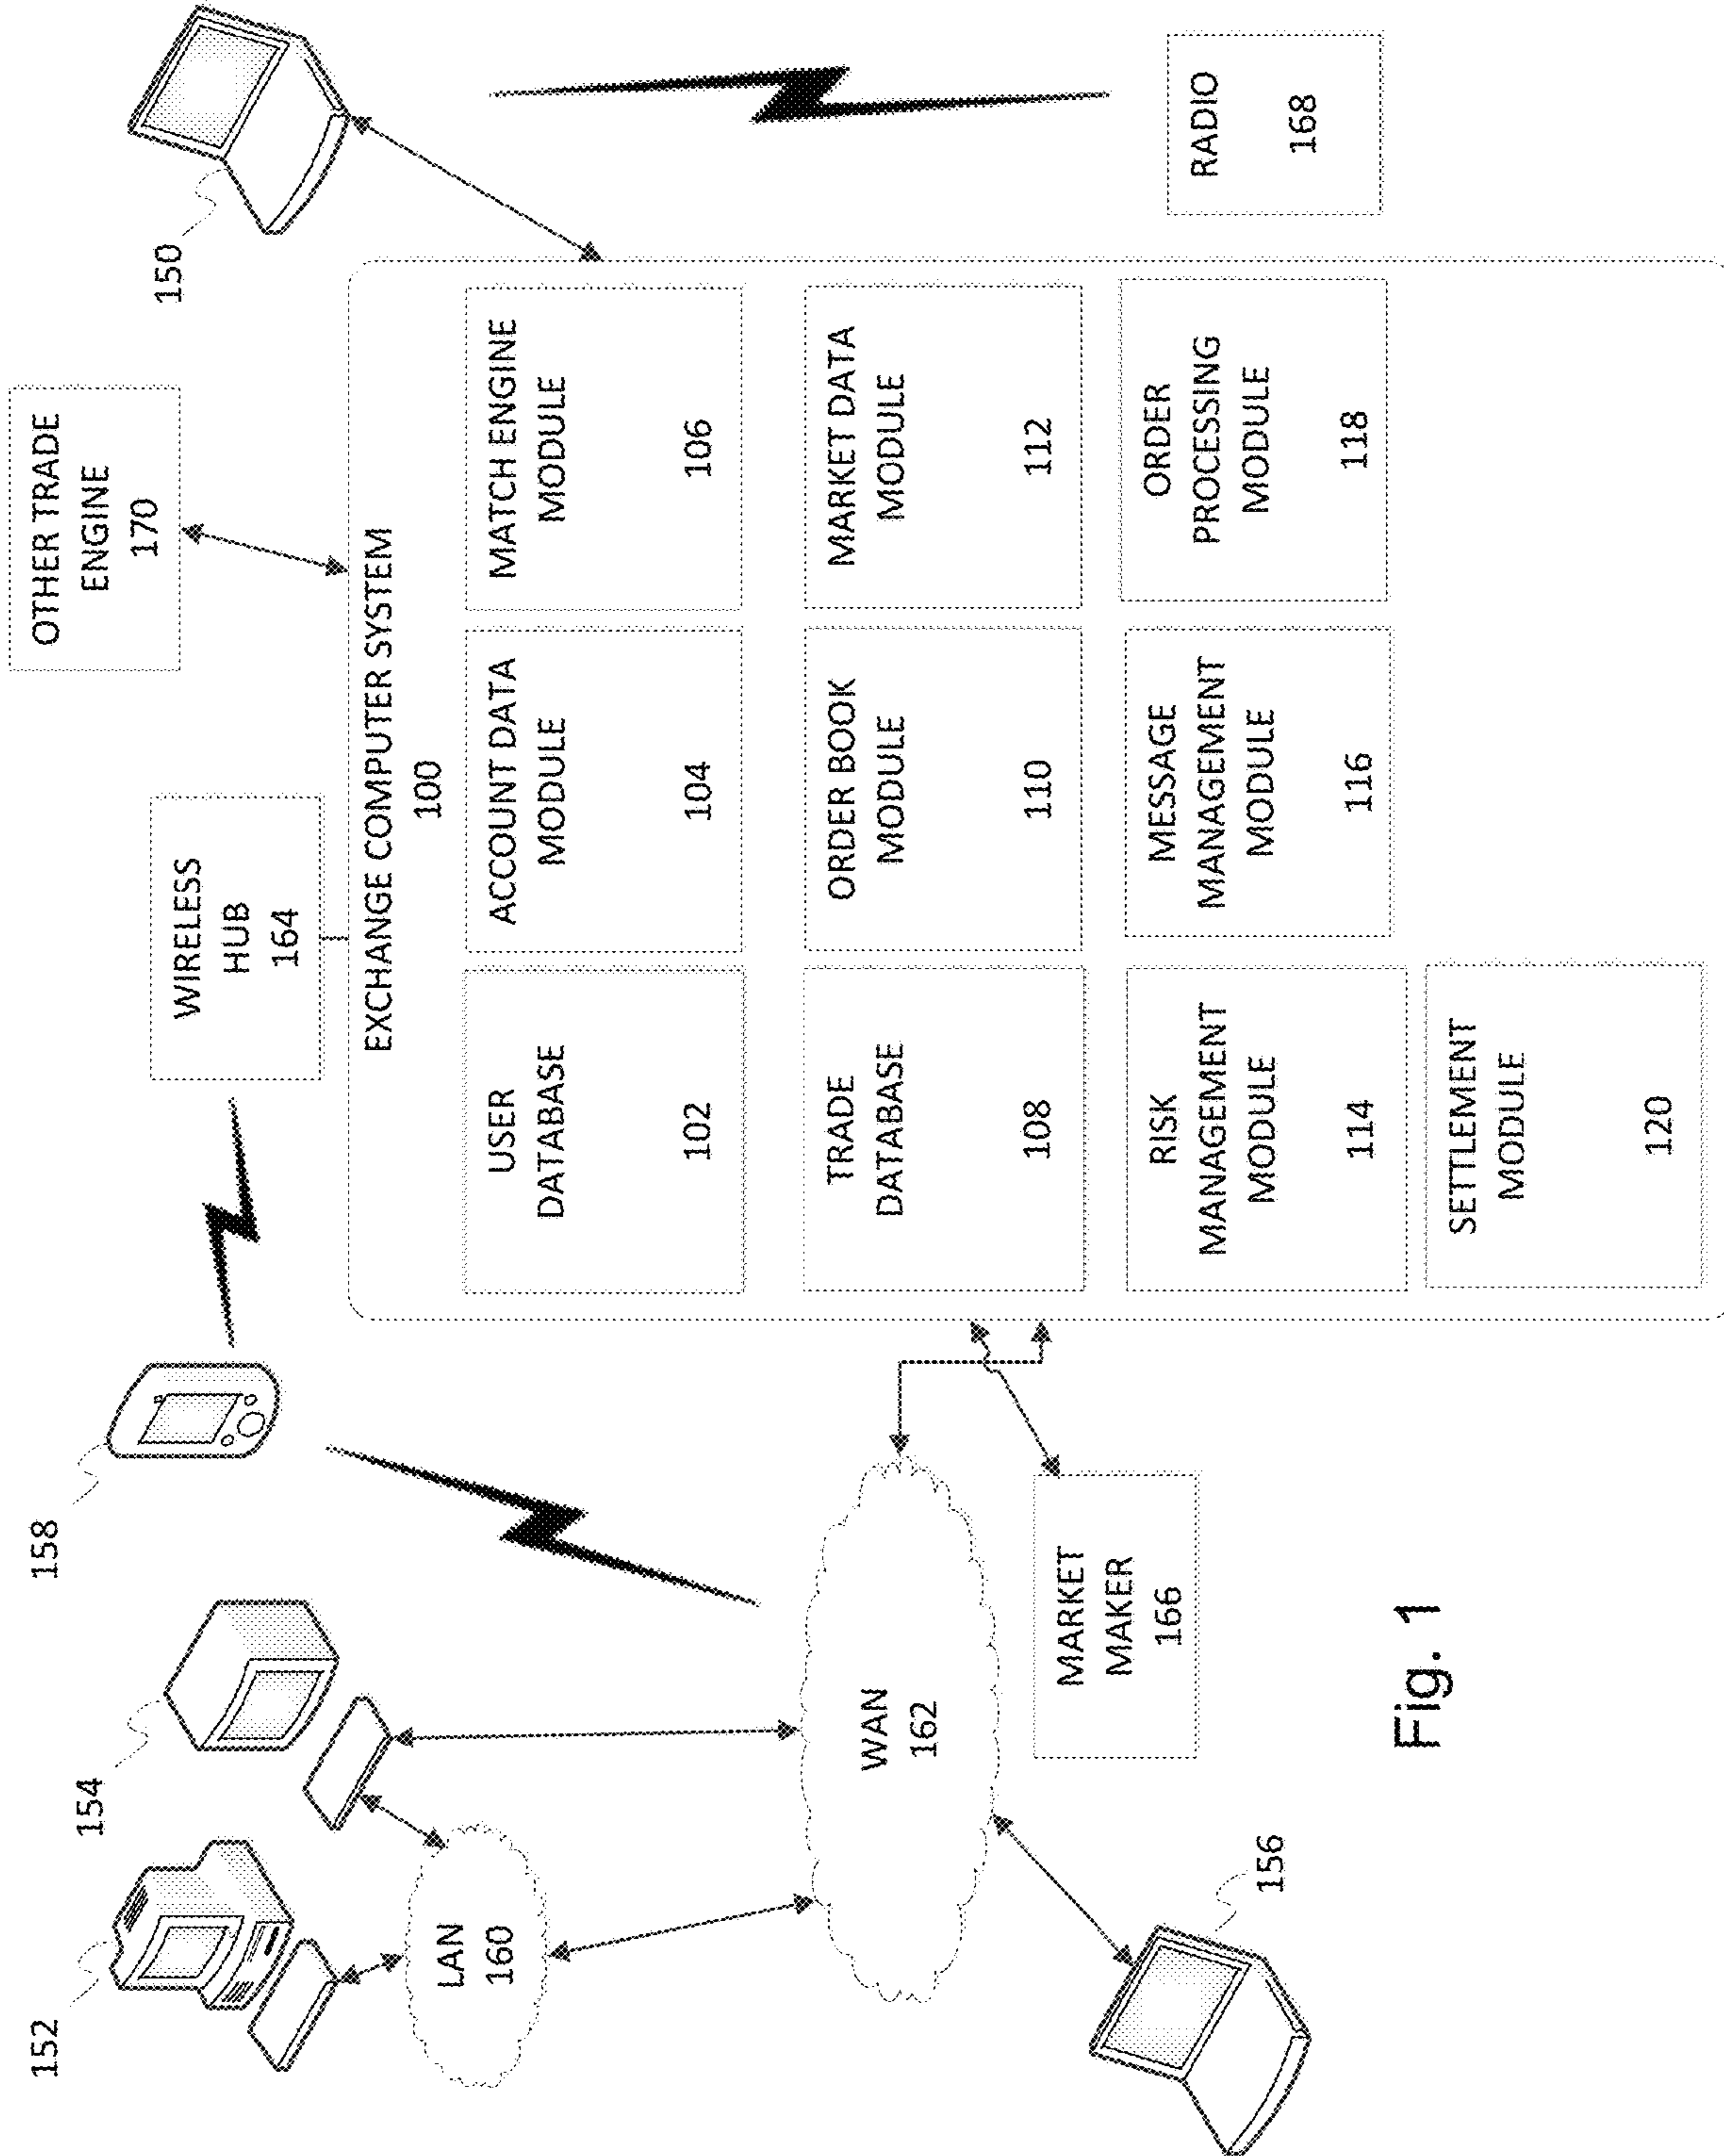 152
154
158
150
OTHER TRADE
ENGINE
170
WIRELESS
HUB
164
LAN
160
EXCHANGE COMPUTER SYSTEM
100
USER
DATABASE
102
ACCOUNT DATA
MODULE
104
MATCH ENGINE
MODULE
106
TRADE
DATABASE
108
ORDER BOOK
MODULE
110
MARKET DATA
MODULE
112
RISK
MANAGEMENT
MODULE
114
MESSAGE
MANAGEMENT
MODULE
116
ORDER
PROCESSING
MODULE
118
SETTLEMENT
MODULE
120
WAN
162
MARKET
MAKER
166
RADIO
168
156
Fig. 1